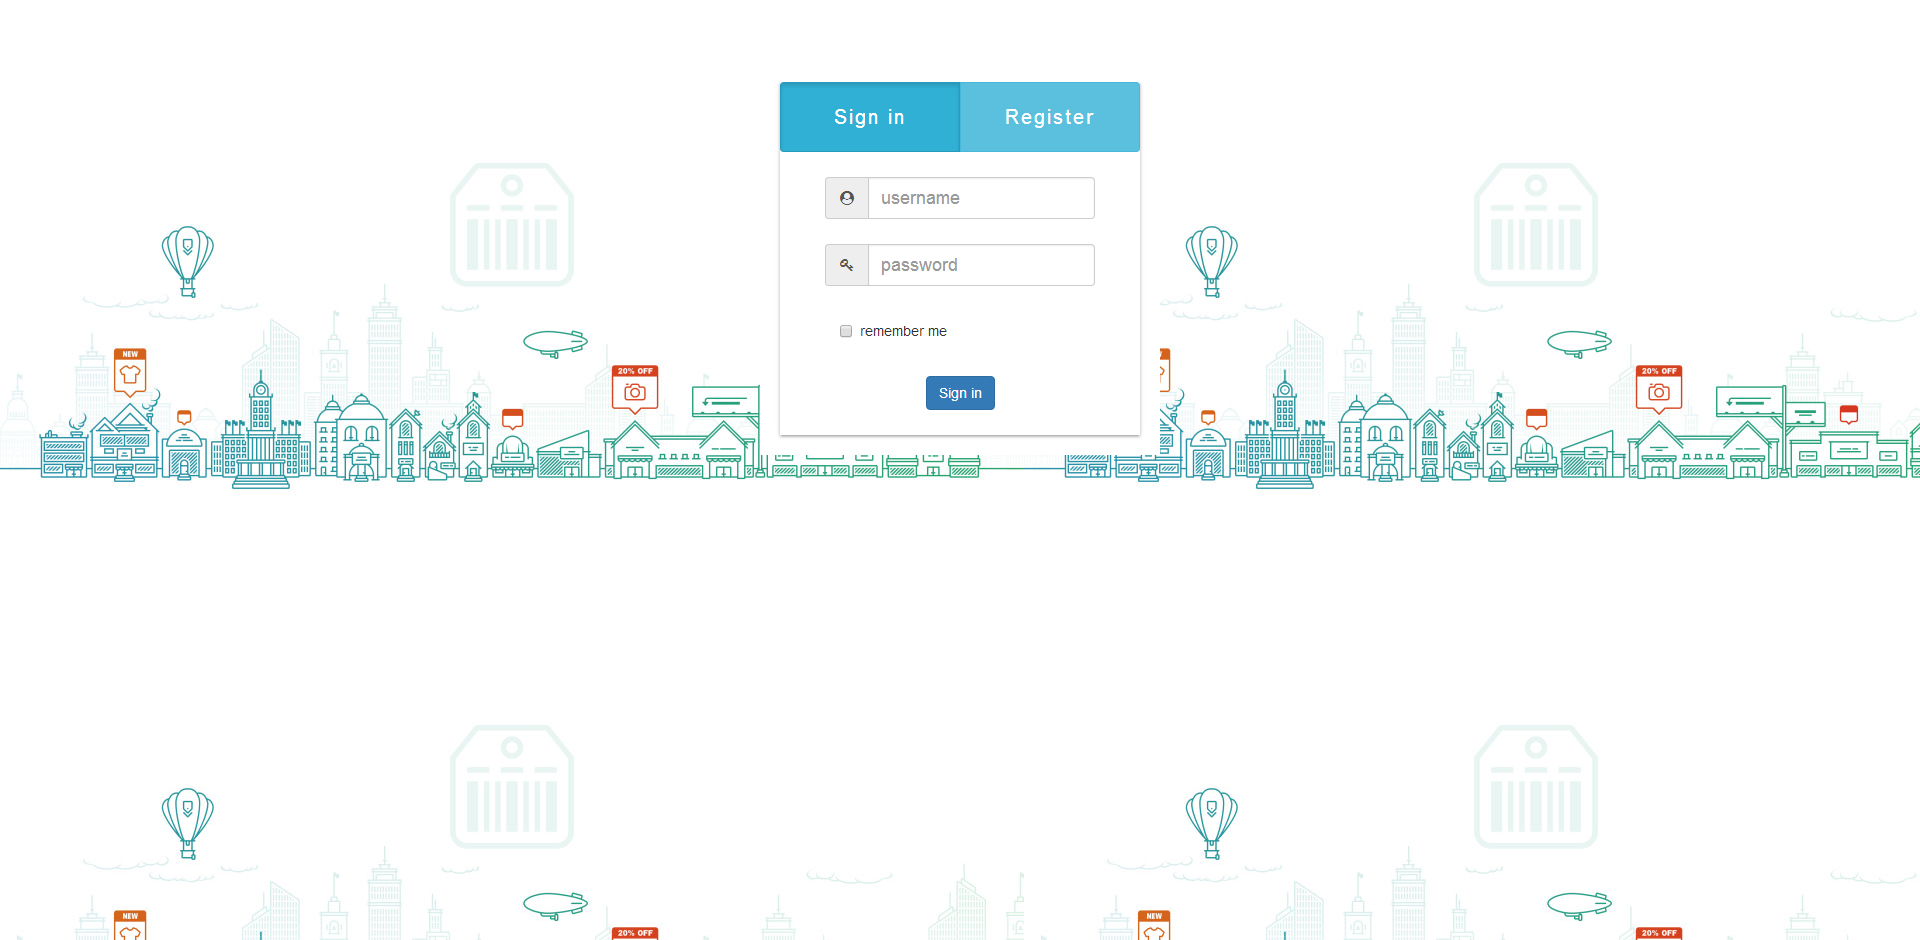 Sign in Register
username
password
NEW
remember me
20% OFF
20% OFF
Sign in
NEW
NEW
20% OFF
20% OFF